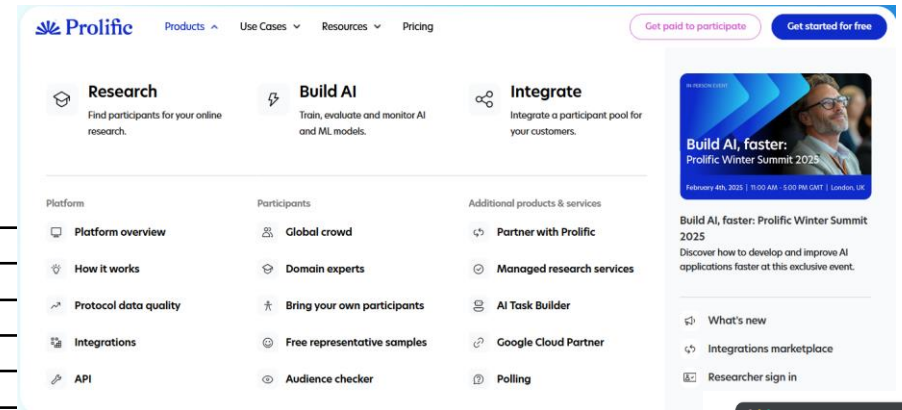 Prolific
Products
Use Cases
Resources
Pricing
Get paid to participate
Get started for free
Research
Find participants for your online
research.
Build AI
Train, evaluate and monitor AI
and ML models.
Integrate
Integrate a participant pool for
your customers.
Platform
Platform overview
How it works
Protocol data quality
Integrations
API
Participants
Global crowd
Domain experts
Bring your own participants
Free representative samples
Audience checker
Additional products & services
Partner with Prolific
Managed research services
AI Task Builder
Google Cloud Partner
Polling
IN PERSON EVENT
Build AI, faster:
Prolific Winter Summit 2025
February 4th, 2025 | 11:00 AM - 5:00 PM GMT | London, UK
Build AI, faster: Prolific Winter Summit
2025
Discover how to develop and improve AI
applications faster at this exclusive event.
What's new
Integrations marketplace
Researcher sign in